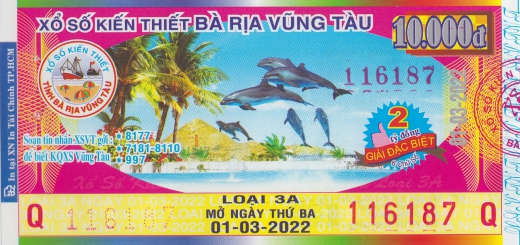 XỔ SỐ KIẾN THIẾT BÀ RỊA VŨNG TÀU
10.000đ
XỔ SỐ KIẾN THIẾT
TỈNH BÀ RỊA VŨNG TÀU
116187
Soạn tin nhắn XSVT gởi :
để biết KQXS Vũng Tàu
8177
7181-8110
997
2
tỷ đồng
GIẢI ĐẶC BIỆT
In tại XN In Tài Chính TP.HCM
LOẠI 3A
MỞ NGÀY THỨ BA
01-03-2022
Q 116187
116187 Q